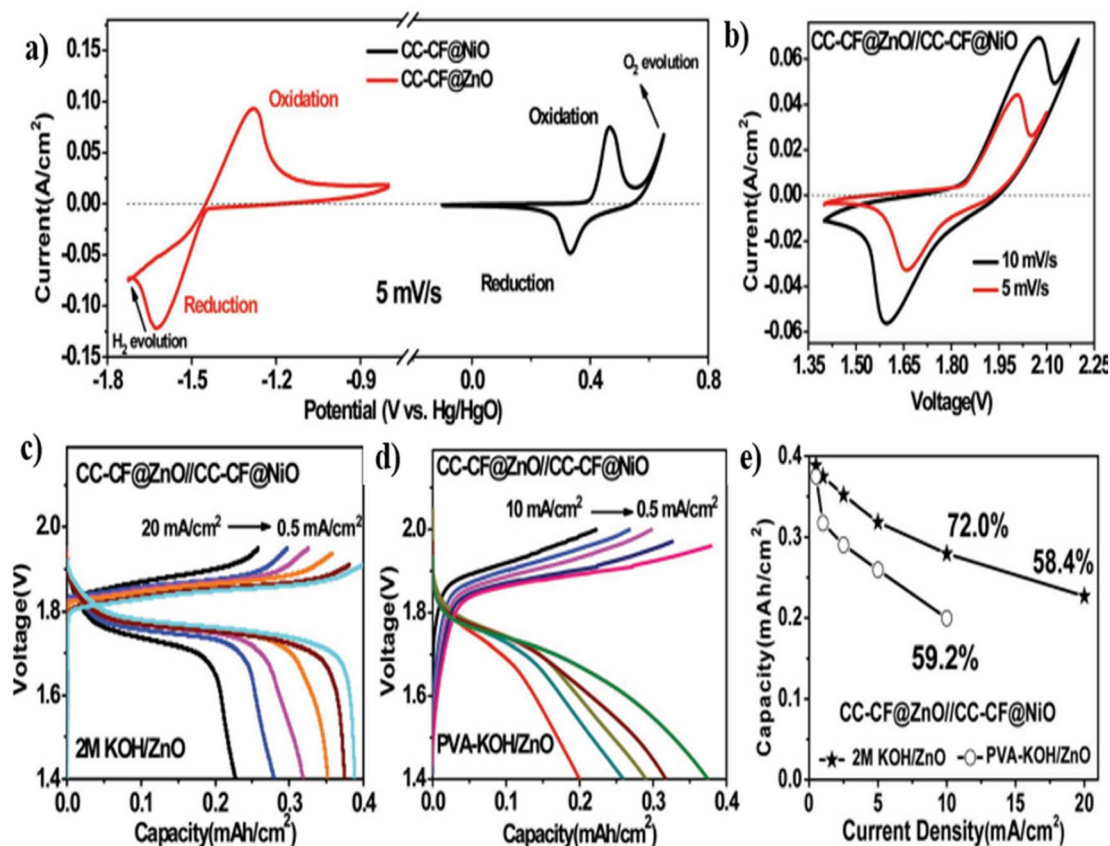 a)
0.15
0.10
0.05
0.00
-0.05
-0.10
-0.15
Current(A/cm²)
CC-CF@NiO
CC-CF@ZnO
O₂ evolution
Oxidation
Oxidation
Reduction
Reduction
5 mV/s
H₂ evolution
-1.8 -1.5 -1.2 -0.9 0.0 0.4 0.8
Potential (V vs. Hg/HgO)
b)
CC-CF@ZnO//CC-CF@NiO
0.06
0.04
0.02
0.00
-0.02
-0.04
-0.06
Current(A/cm²)
10 mV/s
5 mV/s
1.35 1.50 1.65 1.80 1.95 2.10 2.25
Voltage(V)
c)
CC-CF@ZnO//CC-CF@NiO
20 mA/cm² 0.5 mA/cm²
2.0
1.8
1.6
1.4
Voltage(V)
2M KOH/ZnO
0.0 0.1 0.2 0.3 0.4
Capacity(mAh/cm²)
d)
CC-CF@ZnO//CC-CF@NiO
10 mA/cm² 0.5 mA/cm²
2.0
1.8
1.6
1.4
Voltage(V)
PVA-KOH/ZnO
0.0 0.1 0.2 0.3 0.4
Capacity(mAh/cm²)
e)
0.4
0.3
0.2
0.1
0.0
Capacity(mAh/cm²)
72.0%
58.4%
59.2%
CC-CF@ZnO//CC-CF@NiO
2M KOH/ZnO PVA-KOH/ZnO
0 5 10 15 20
Current Density(mA/cm²)